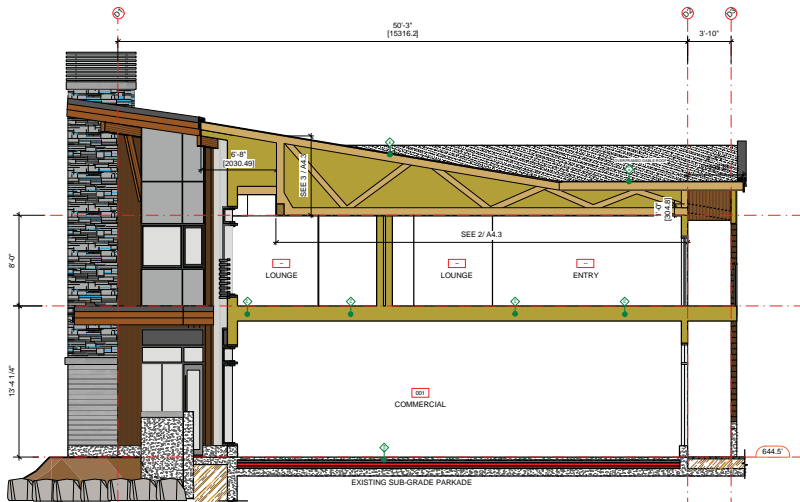 50'-3"
[15316.2]
3'-10"
6'-8"
[2030.49]
SEE 3 / A4.3
1'-0"
[304.8]
SEE 2/ A4.3
8'-0"
--
LOUNGE
--
LOUNGE
--
ENTRY
13'-4 1/4"
001
COMMERCIAL
644.5'
EXISTING SUB-GRADE PARKADE